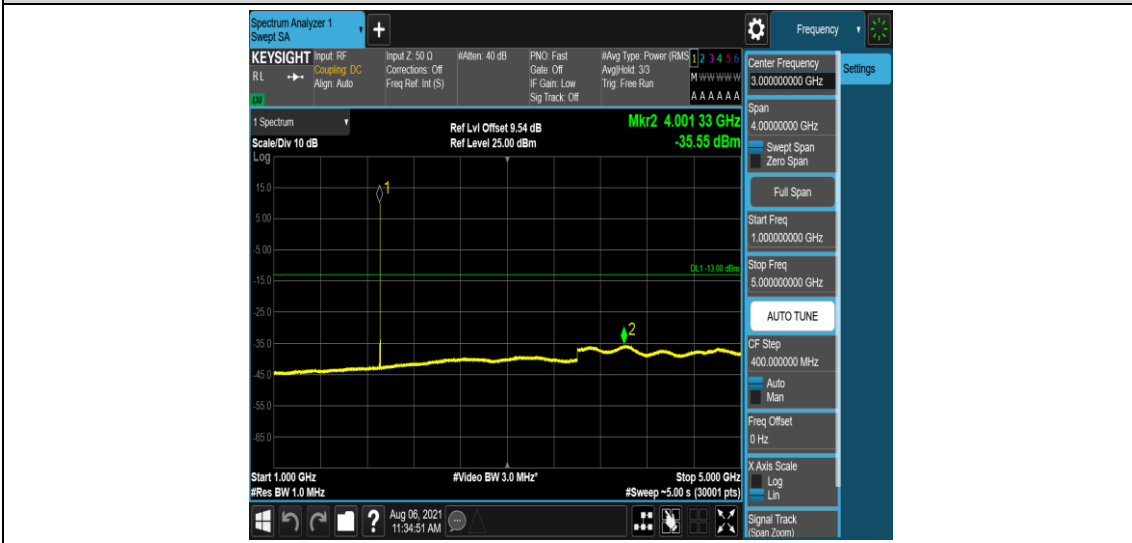 Spectrum Analyzer 1
Swept SA
+
Frequency
KEYSIGHT
RL
LXI
Input: RF
Coupling: DC
Align: Auto
Input Z: 50 Ω
Corrections: Off
Freq Ref: Int (S)
#Atten: 40 dB
PNO: Fast
Gate: Off
IF Gain: Low
Sig Track: Off
#Avg Type: Power (RMS
Avg|Hold: 3/3
Trig: Free Run
1 2 3 4 5 6
M W W W W W
A A A A A A
1 Spectrum
Scale/Div 10 dB
Log
Ref Lvl Offset 9.54 dB
Ref Level 25.00 dBm
Mkr2 4.001 33 GHz
-35.55 dBm
15.0
5.00
-5.00
-15.0
-25.0
-35.0
-45.0
-55.0
-65.0
1
DL1 -13.00 dBm
2
Start 1.000 GHz
#Res BW 1.0 MHz
#Video BW 3.0 MHz*
Stop 5.000 GHz
#Sweep ~5.00 s (30001 pts)
?
Aug 06, 2021
11:34:51 AM
Center Frequency
3.000000000 GHz
Settings
Span
4.00000000 GHz
Swept Span
Zero Span
Full Span
Start Freq
1.000000000 GHz
Stop Freq
5.000000000 GHz
AUTO TUNE
CF Step
400.000000 MHz
Auto
Man
Freq Offset
0 Hz
X Axis Scale
Log
Lin
Signal Track
(Span Zoom)